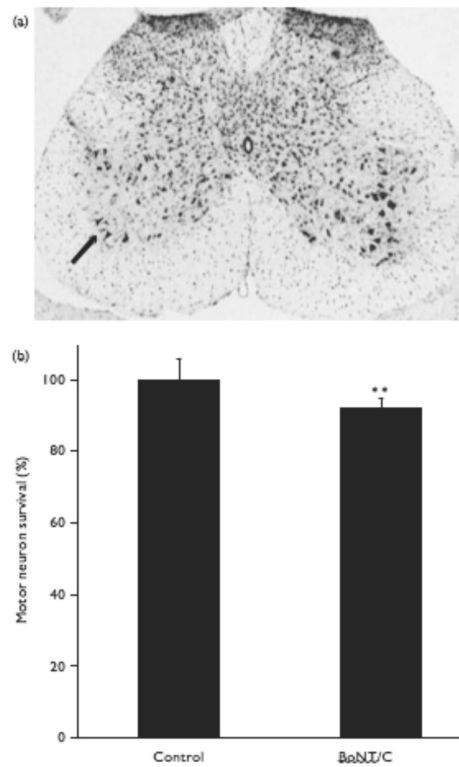 (a)
(b)
100
80
60
40
20
0
Motor neuron survival (%)
**
Control
BoNT/C